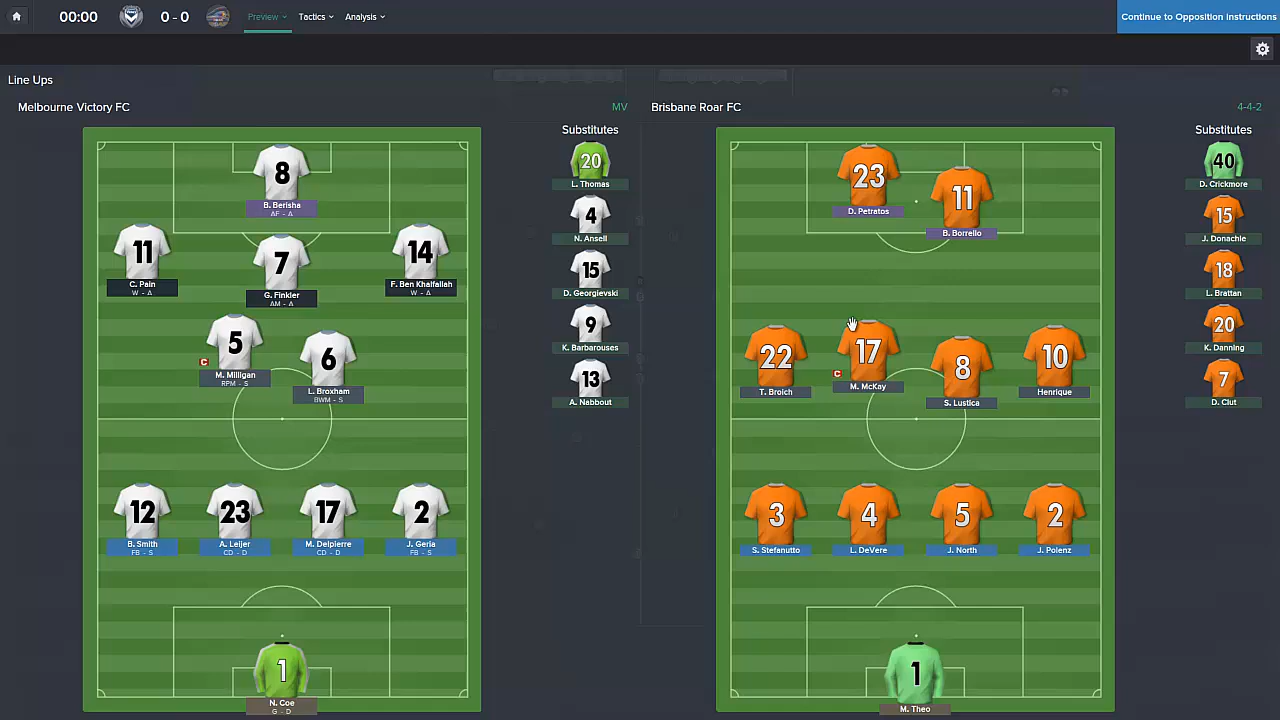 00:00
0 - 0
Preview
Tactics
Analysis
Continue to Opposition Instructions
Line Ups
Melbourne Victory FC
MV
8
B. Berisha
AF - A
11
C. Pain
W - A
7
G. Finkler
AM - A
14
F. Ben Khalfallah
W - A
5
C
M. Milligan
RPM - S
6
L. Broxham
BWM - S
12
B. Smith
FB - S
23
A. Leijer
CD - D
17
M. Delpierre
CD - D
2
J. Geria
FB - S
1
N. Coe
G - D
Substitutes
20
L. Thomas
4
N. Ansell
15
D. Georgievski
9
K. Barbarouses
13
A. Nabbout
Brisbane Roar FC
4-4-2
23
D. Petratos
11
B. Borrello
22
T. Broich
17
C
M. McKay
8
S. Lustica
10
Henrique
3
S. Stefanutto
4
L. DeVere
5
J. North
2
J. Polenz
1
M. Theo
Substitutes
40
D. Crickmore
15
J. Donachie
18
L. Brattan
20
K. Danning
7
D. Clut